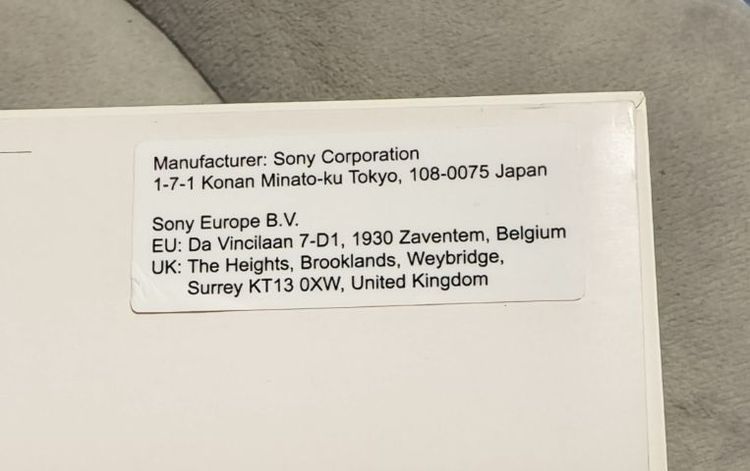 Manufacturer: Sony Corporation
1-7-1 Konan Minato-ku Tokyo, 108-0075 Japan
Sony Europe B.V.
EU: Da Vincilaan 7-D1, 1930 Zaventem, Belgium
UK: The Heights, Brooklands, Weybridge,
Surrey KT13 0XW, United Kingdom